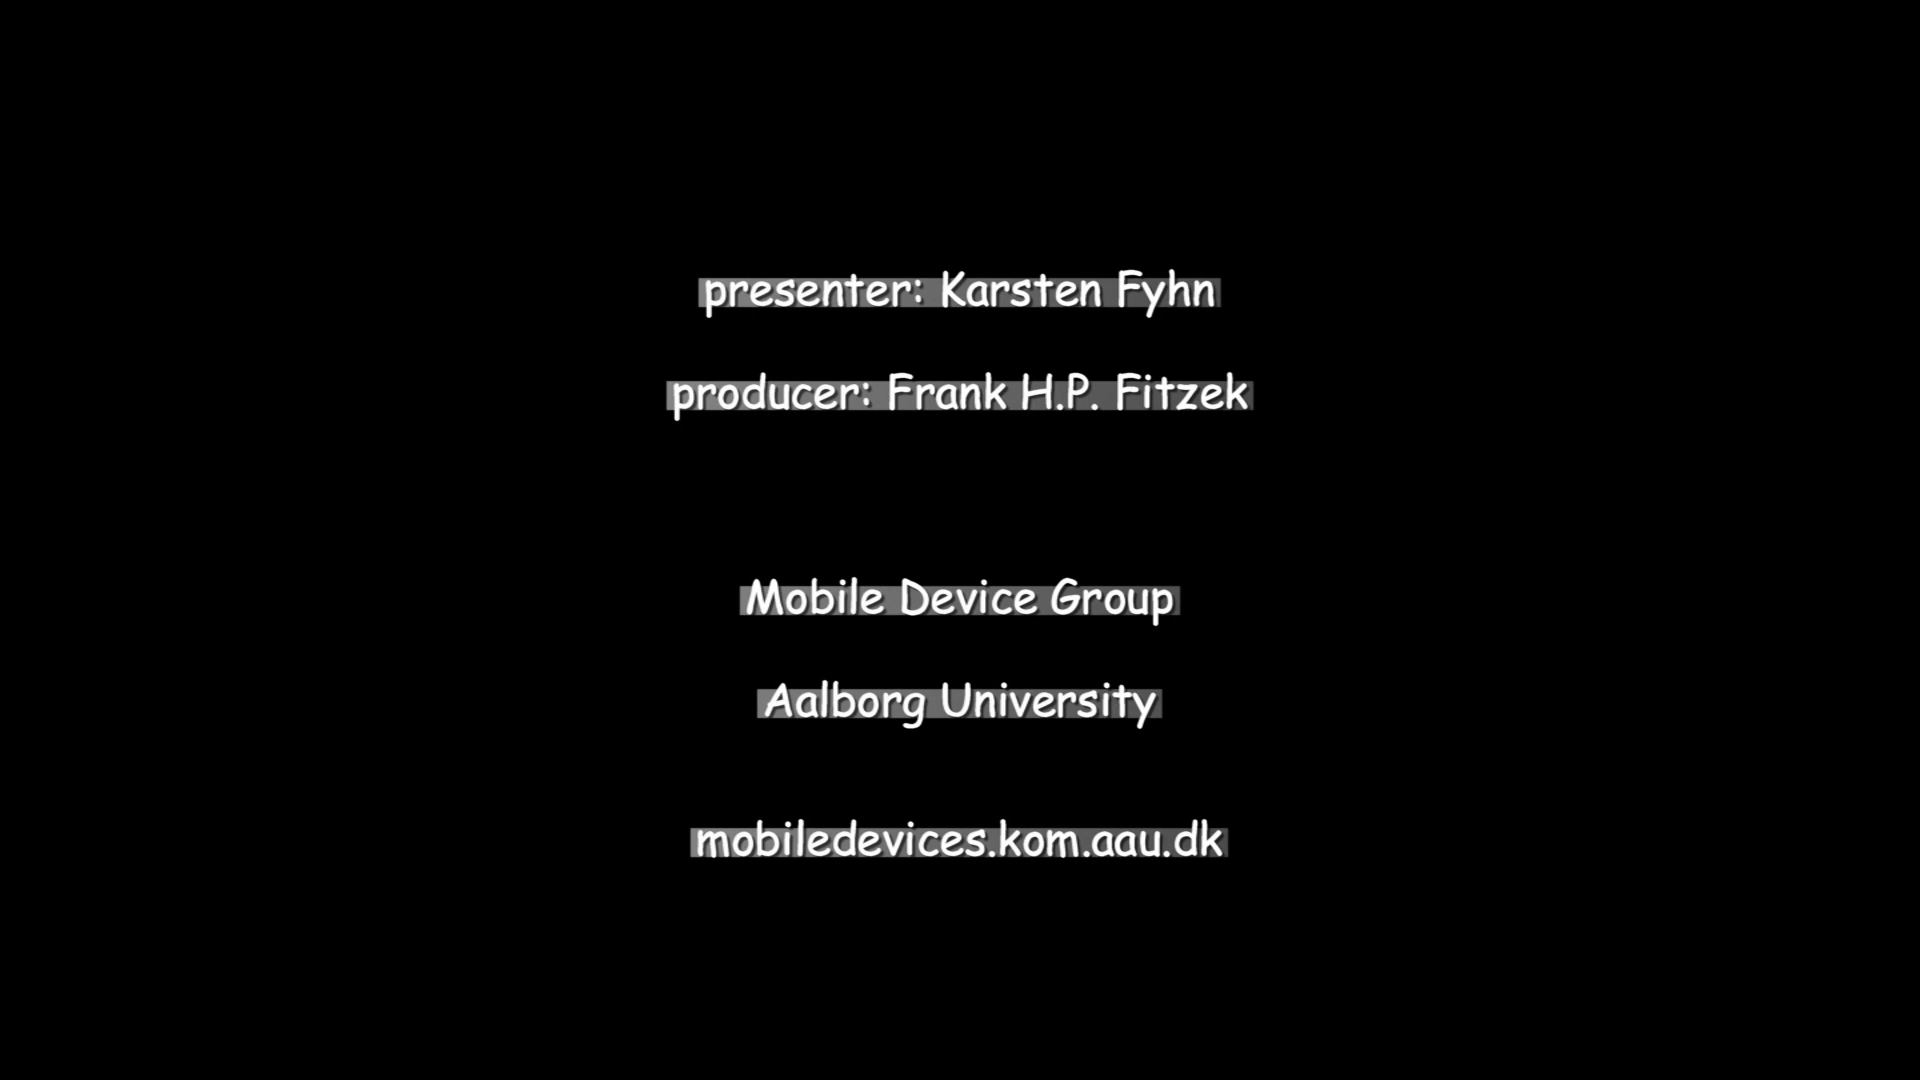 presenter: Karsten Fyhn
producer: Frank H.P. Fitzek
Mobile Device Group
Aalborg University
mobiledevices.kom.aau.dk